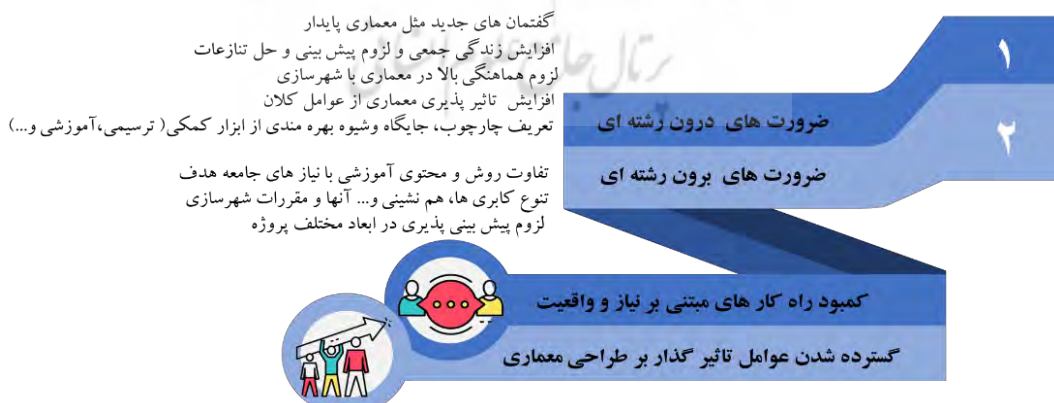 گفتمان های جدید مثل معماری پایدار
افزایش زندگی جمعی و لزوم پیش بینی و حل تنازعات
لزوم هماهنگی بالا در معماری با شهرسازی
افزایش تاثیر پذیری معماری از عوامل کلان
تعریف چارچوب، جایگاه وشیوه بهره مندی از ابزار کمکی( ترسیمی،آموزشی و...)
۱
ضرورت های درون رشته ای
۲
ضرورت های برون رشته ای
تفاوت روش و محتوی آموزشی با نیاز های جامعه هدف
تنوع کابری ها، هم نشینی و... آنها و مقررات شهرسازی
لزوم پیش بینی پذیری در ابعاد مختلف پروژه
کمبود راه کار های مبتنی بر نیاز و واقعیت
گسترده شدن عوامل تاثیر گذار بر طراحی معماری
پرتال جامع علوم انسانی